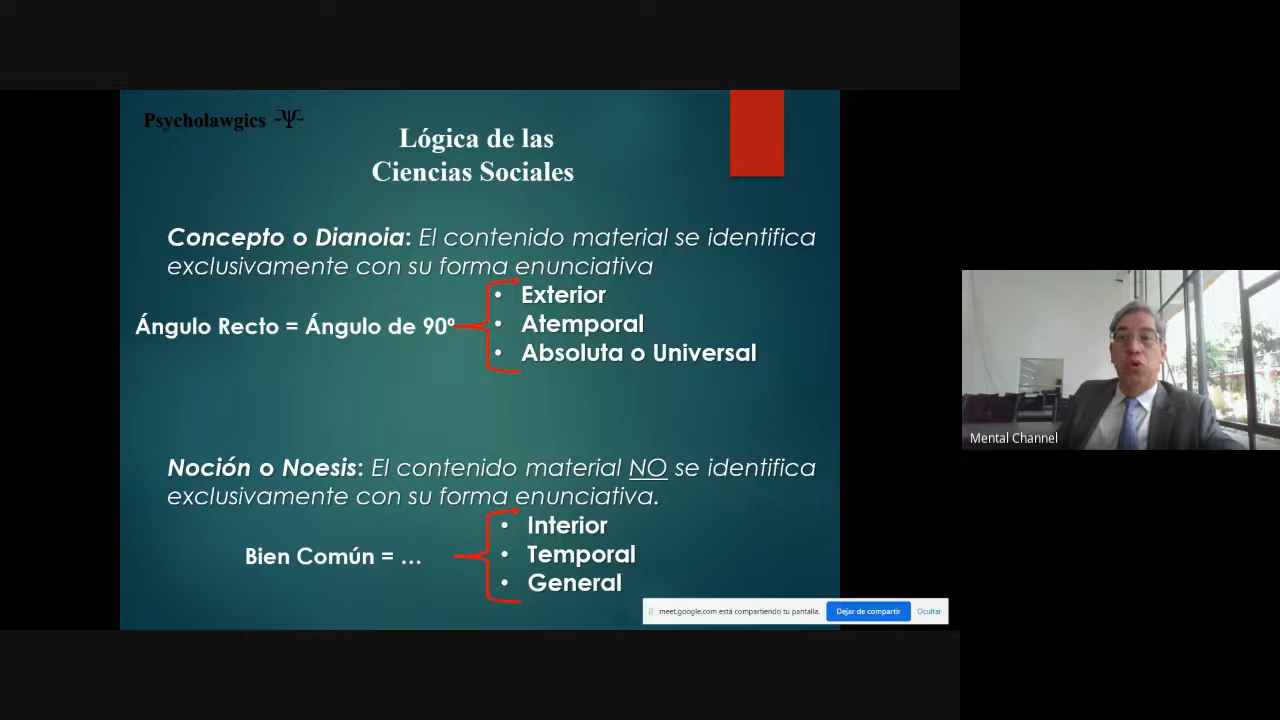 Psycholawgics -Ψ-
Lógica de las
Ciencias Sociales
Concepto o Dianoia: El contenido material se identifica
exclusivamente con su forma enunciativa
• Exterior
Ángulo Recto = Ángulo de 90º
• Atemporal
• Absoluta o Universal
Mental Channel
Noción o Noesis: El contenido material NO se identifica
exclusivamente con su forma enunciativa.
• Interior
Bien Común = ...
• Temporal
• General
meet.google.com está compartiendo tu pantalla.
Dejar de compartir
Ocultar